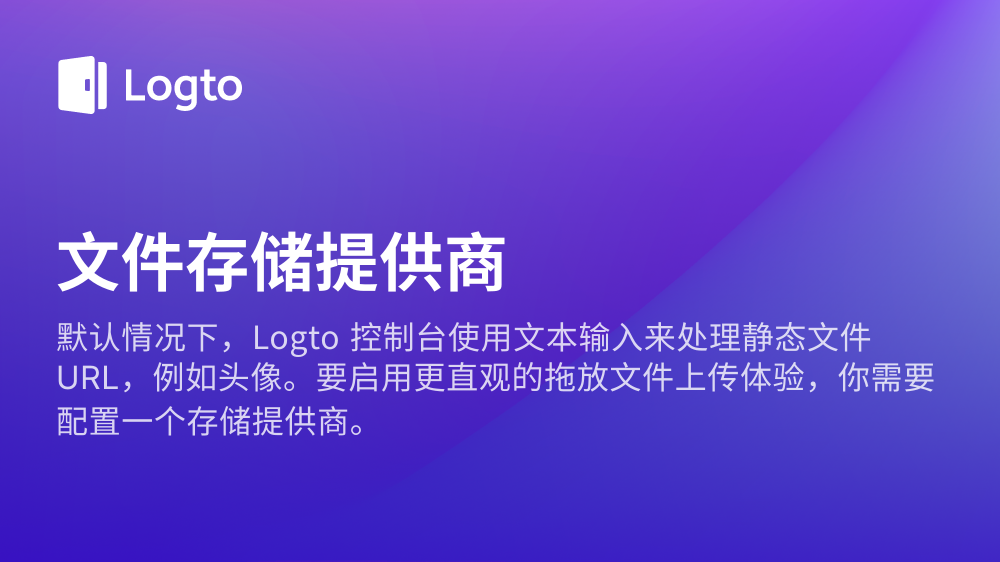 Logto
文件存储提供商
默认情况下，Logto 控制台使用文本输入来处理静态文件
URL，例如头像。要启用更直观的拖放文件上传体验，你需要
配置一个存储提供商。